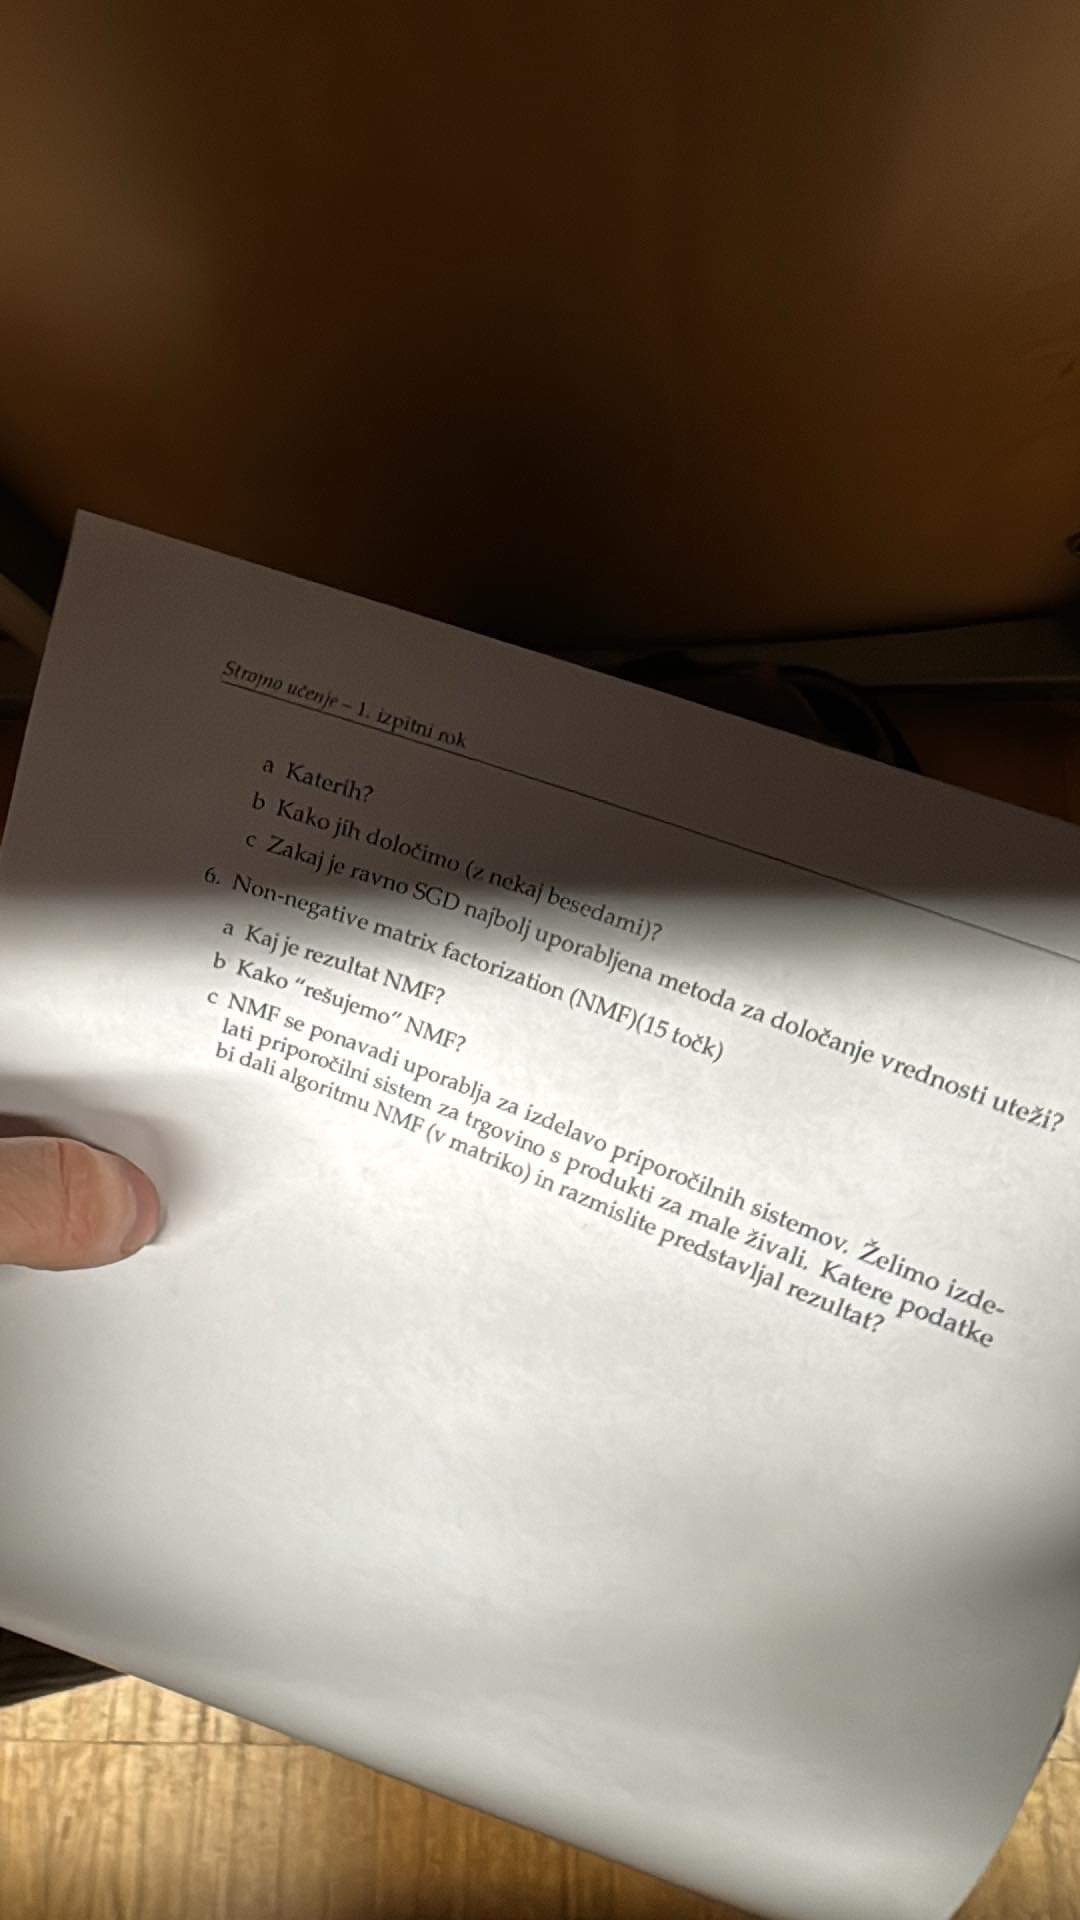 Strojno učenje – 1. izpitni rok
a Katerih?
b Kako jih določimo (z nekaj besedami)?
c Zakaj je ravno SGD najbolj uporabljena metoda za določanje vrednosti uteži?
6. Non-negative matrix factorization (NMF)(15 točk)
a Kaj je rezultat NMF?
b Kako “rešujemo” NMF?
c NMF se ponavadi uporablja za izdelavo priporočilnih sistemov. Želimo izde-
lati priporočilni sistem za trgovino s produkti za male živali. Katere podatke
bi dali algoritmu NMF (v matriko) in razmislite predstavljal rezultat?